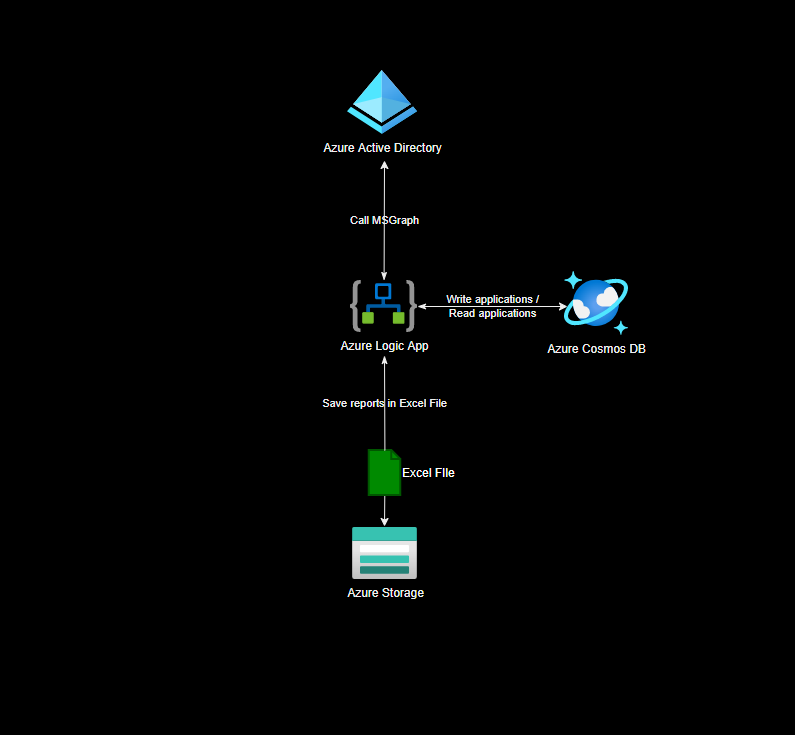 Azure Active Directory
Call MSGraph
Write applications /
Read applications
Azure Logic App
Azure Cosmos DB
Save reports in Excel File
Excel FIle
Azure Storage